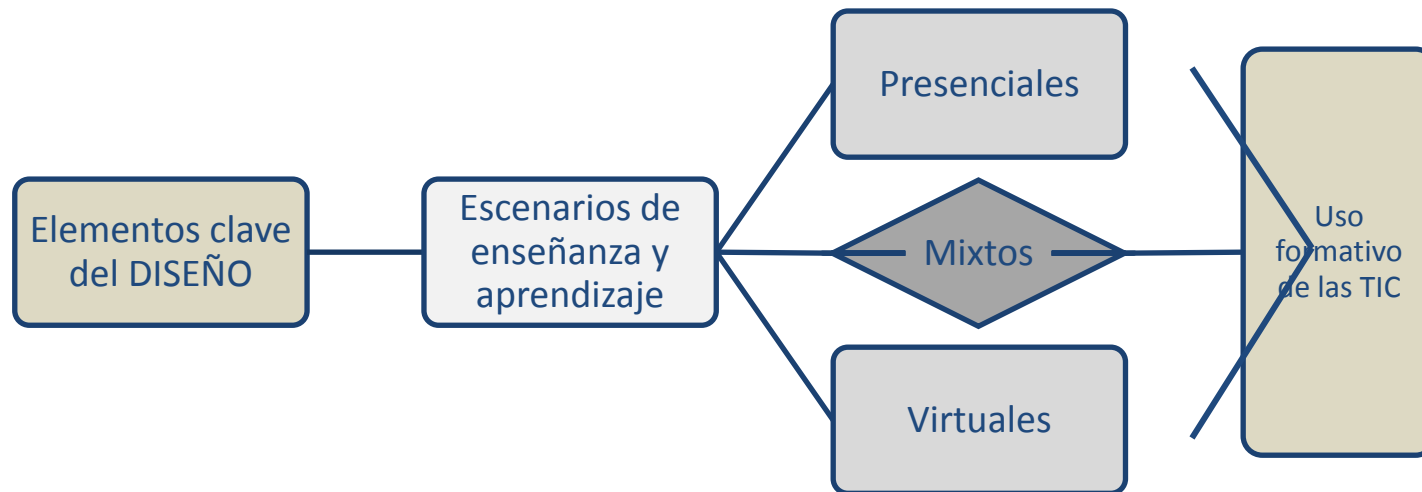 Elementos clave
del DISEÑO
Escenarios de
enseñanza y
aprendizaje
Presenciales
Mixtos
Virtuales
Uso
formativo
de las TIC